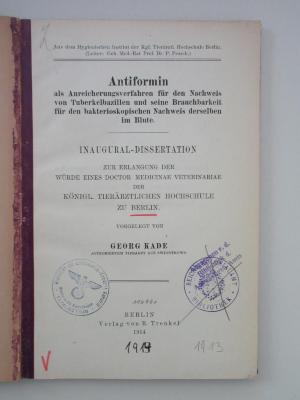 Aus dem Hygienischen Institut der Kgl. Tierärztl. Hochschule Berlin.
(Leiter: Geh. Med.-Rat Prof. Dr. P. Frosch.)
Antiformin
als Anreicherungsverfahren für den Nachweis
von Tuberkelbazillen und seine Brauchbarkeit
für den bakterioskopischen Nachweis derselben
im Blute.
INAUGURAL-DISSERTATION
ZUR ERLANGUNG DER
WÜRDE EINES DOCTOR MEDICINAE VETERINARIAE
DER
KÖNIGL. TIERÄRZTLICHEN HOCHSCHULE
ZU BERLIN.
VORGELEGT VON
GEORG KADE
BERLIN
Verlag von E. Trenkel
1914
1913
BIBLIOTHEK